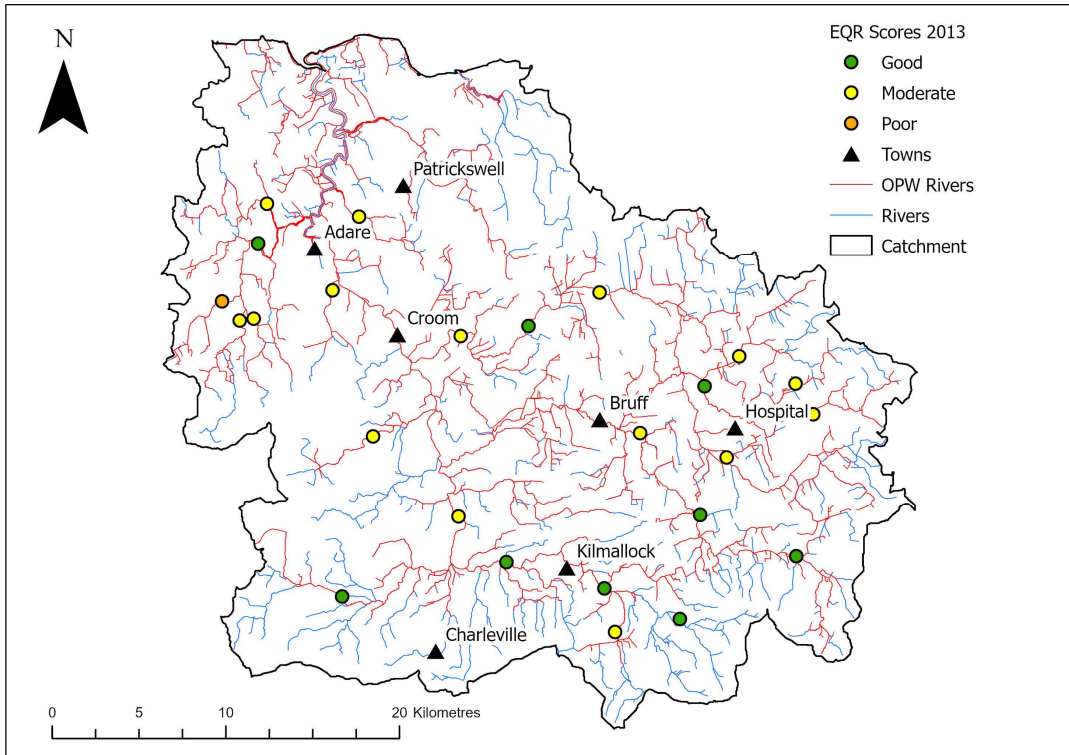 N
EQR Scores 2013
Good
Moderate
Poor
Towns
OPW Rivers
Rivers
Catchment
Patrickswell
Adare
Croom
Bruff
Hospital
Kilmallock
Charleville
0 5 10 20 Kilometres